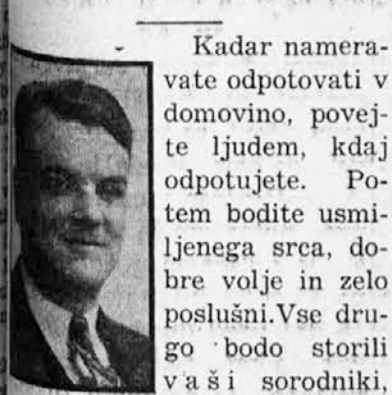 Kadar namera-
vate odpotovati v
domovino, povej-
te ljudem, kdaj
odpotujete. Po-
tem bodite usmi-
ljenega srca, do-
bre volje in zelo
poslušni. Vse dru-
go bodo storili
vaši sorodniki,